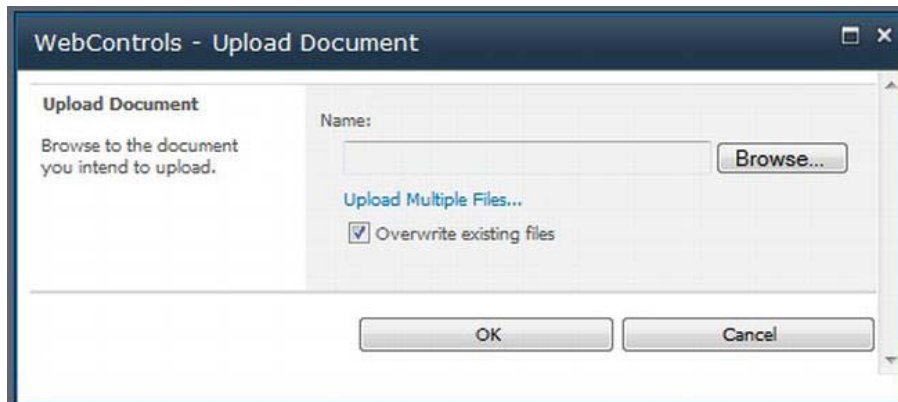 WebControls - Upload Document
Upload Document
Browse to the document
you intend to upload.
Name:
Browse...
Upload Multiple Files...
Overwrite existing files
OK
Cancel